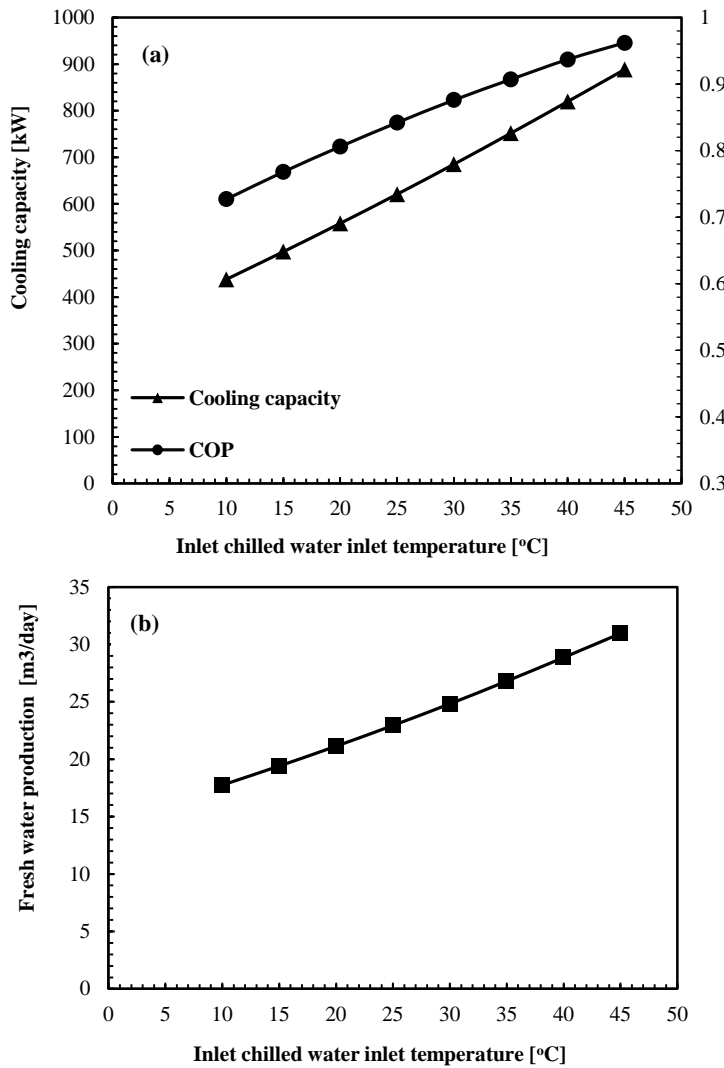 1000
900
800
700
600
500
400
300
200
100
0
Cooling capacity [kW]
(a)
1
0.9
0.8
0.7
0.6
0.5
0.4
0.3
Cooling capacity
COP
0 5 10 15 20 25 30 35 40 45 50
Inlet chilled water inlet temperature [°C]
35
30
25
20
15
10
5
0
Fresh water production [m3/day]
(b)
0 5 10 15 20 25 30 35 40 45 50
Inlet chilled water inlet temperature [°C]